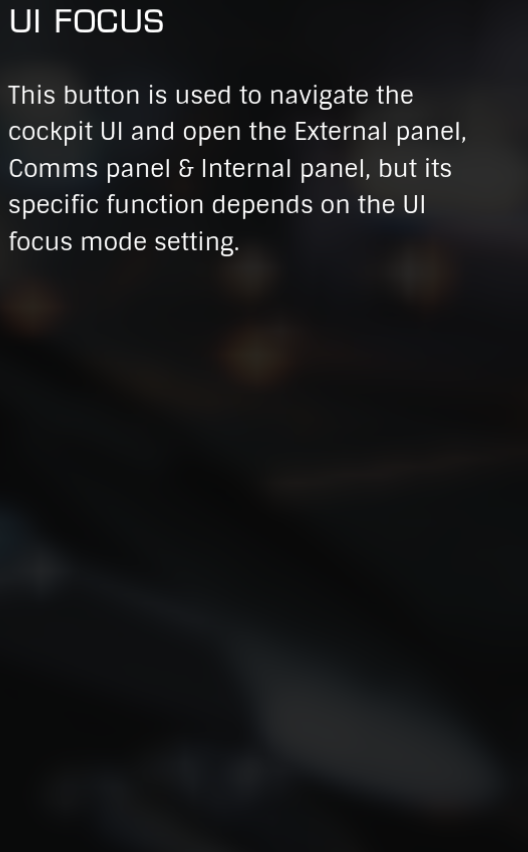 UI FOCUS
This button is used to navigate the
cockpit UI and open the External panel,
Comms panel & Internal panel, but its
specific function depends on the UI
focus mode setting.